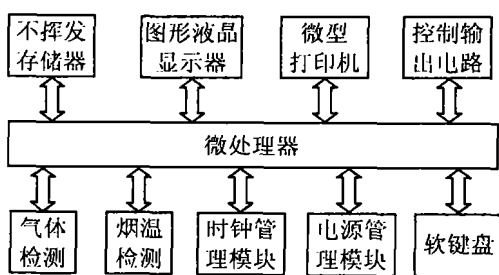 不挥发
存储器
图形液晶
显示器
微型
打印机
控制输
出电路
微处理器
气体
检测
烟温
检测
时钟管
理模块
电源管
理模块
软键盘